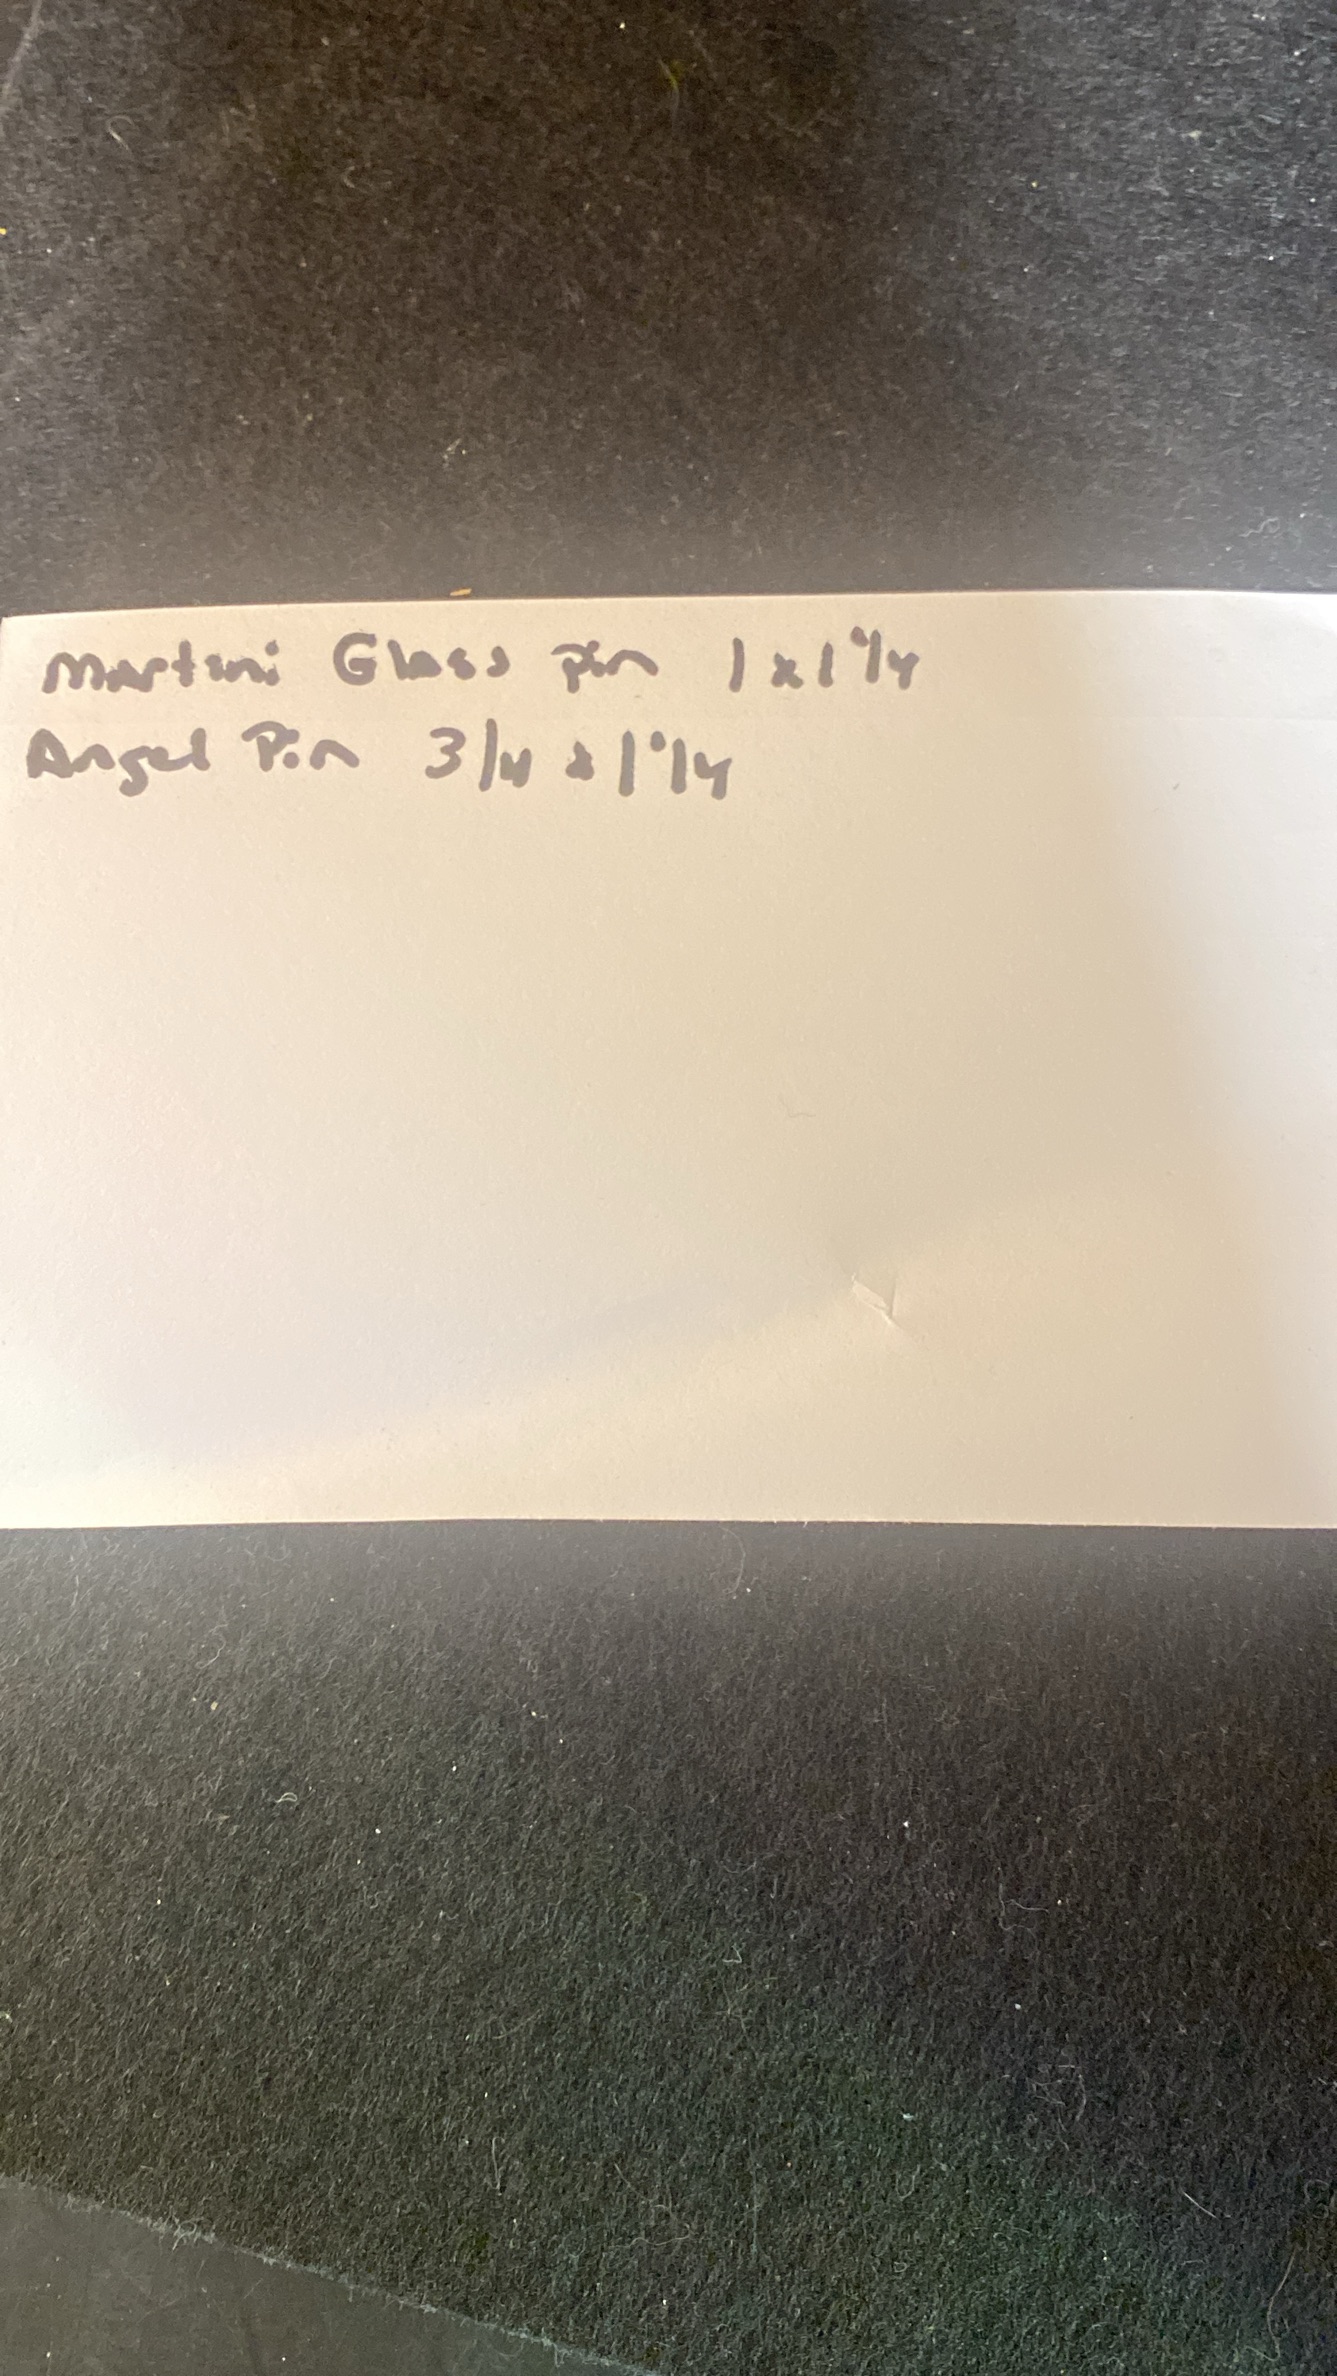 Martini Glass Pin 1 x 1 1/4
Angel Pin 3/4 x 1 1/4